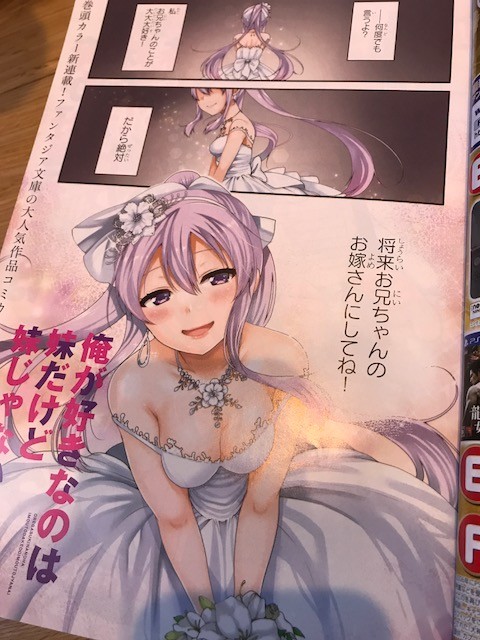 ――何度でも
言うよ?
私、
お兄ちゃんのことが
大大大好き!
だから絶対
将来お兄ちゃんの
お嫁さんにしてね!
巻頭カラー新連載!ファンタジア文庫の大人気作品コミカ
俺が好きなのは
妹だけど
妹じゃない